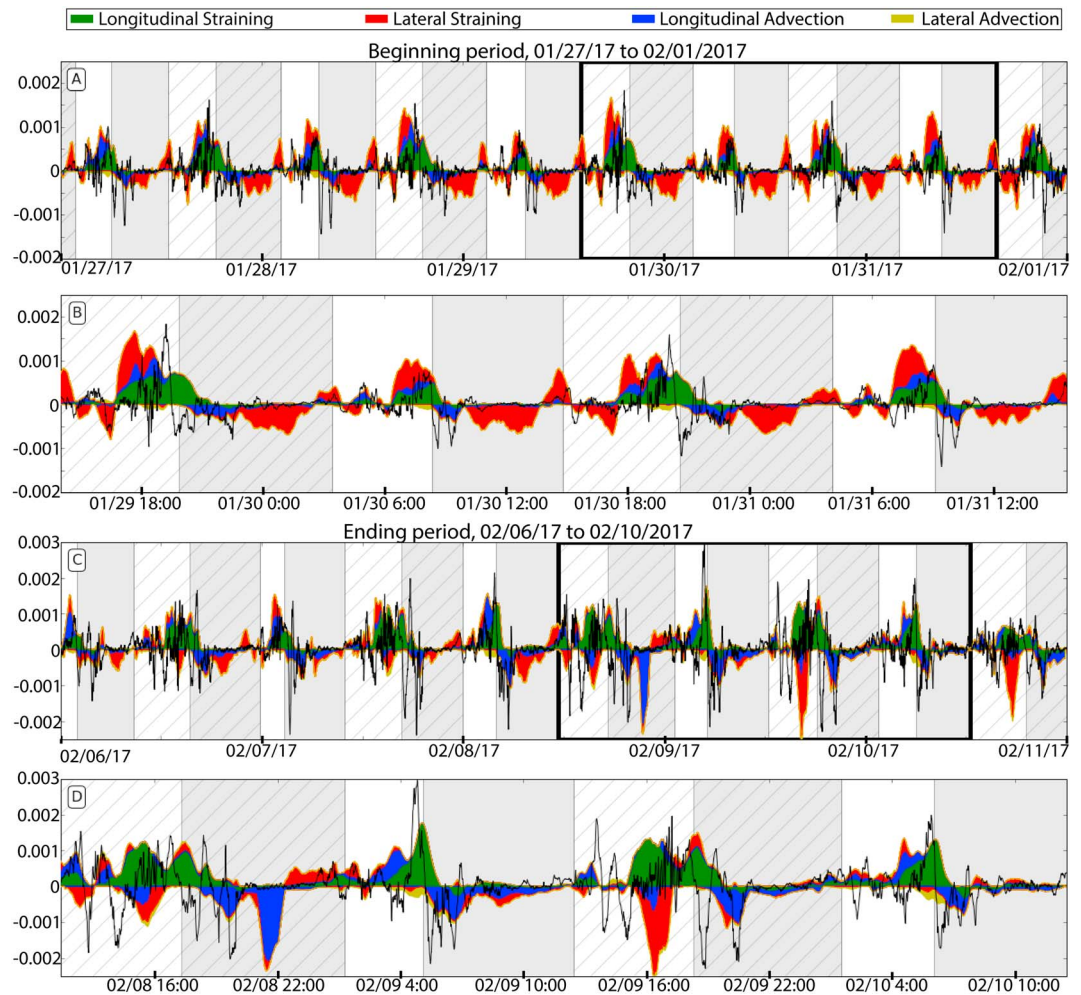 Longitudinal Straining Lateral Straining Longitudinal Advection Lateral Advection
Beginning period, 01/27/17 to 02/01/2017
A
0.002
0.001
0
-0.001
-0.002
01/27/17 01/28/17 01/29/17 01/30/17 01/31/17 02/01/17
B
0.002
0.001
0
-0.001
-0.002
01/29 18:00 01/30 0:00 01/30 6:00 01/30 12:00 01/30 18:00 01/31 0:00 01/31 6:00 01/31 12:00
Ending period, 02/06/17 to 02/10/2017
C
0.003
0.002
0.001
0
-0.001
-0.002
02/06/17 02/07/17 02/08/17 02/09/17 02/10/17 02/11/17
D
0.003
0.002
0.001
0
-0.001
-0.002
02/08 16:00 02/08 22:00 02/09 4:00 02/09 10:00 02/09 16:00 02/09 22:00 02/10 4:00 02/10 10:00